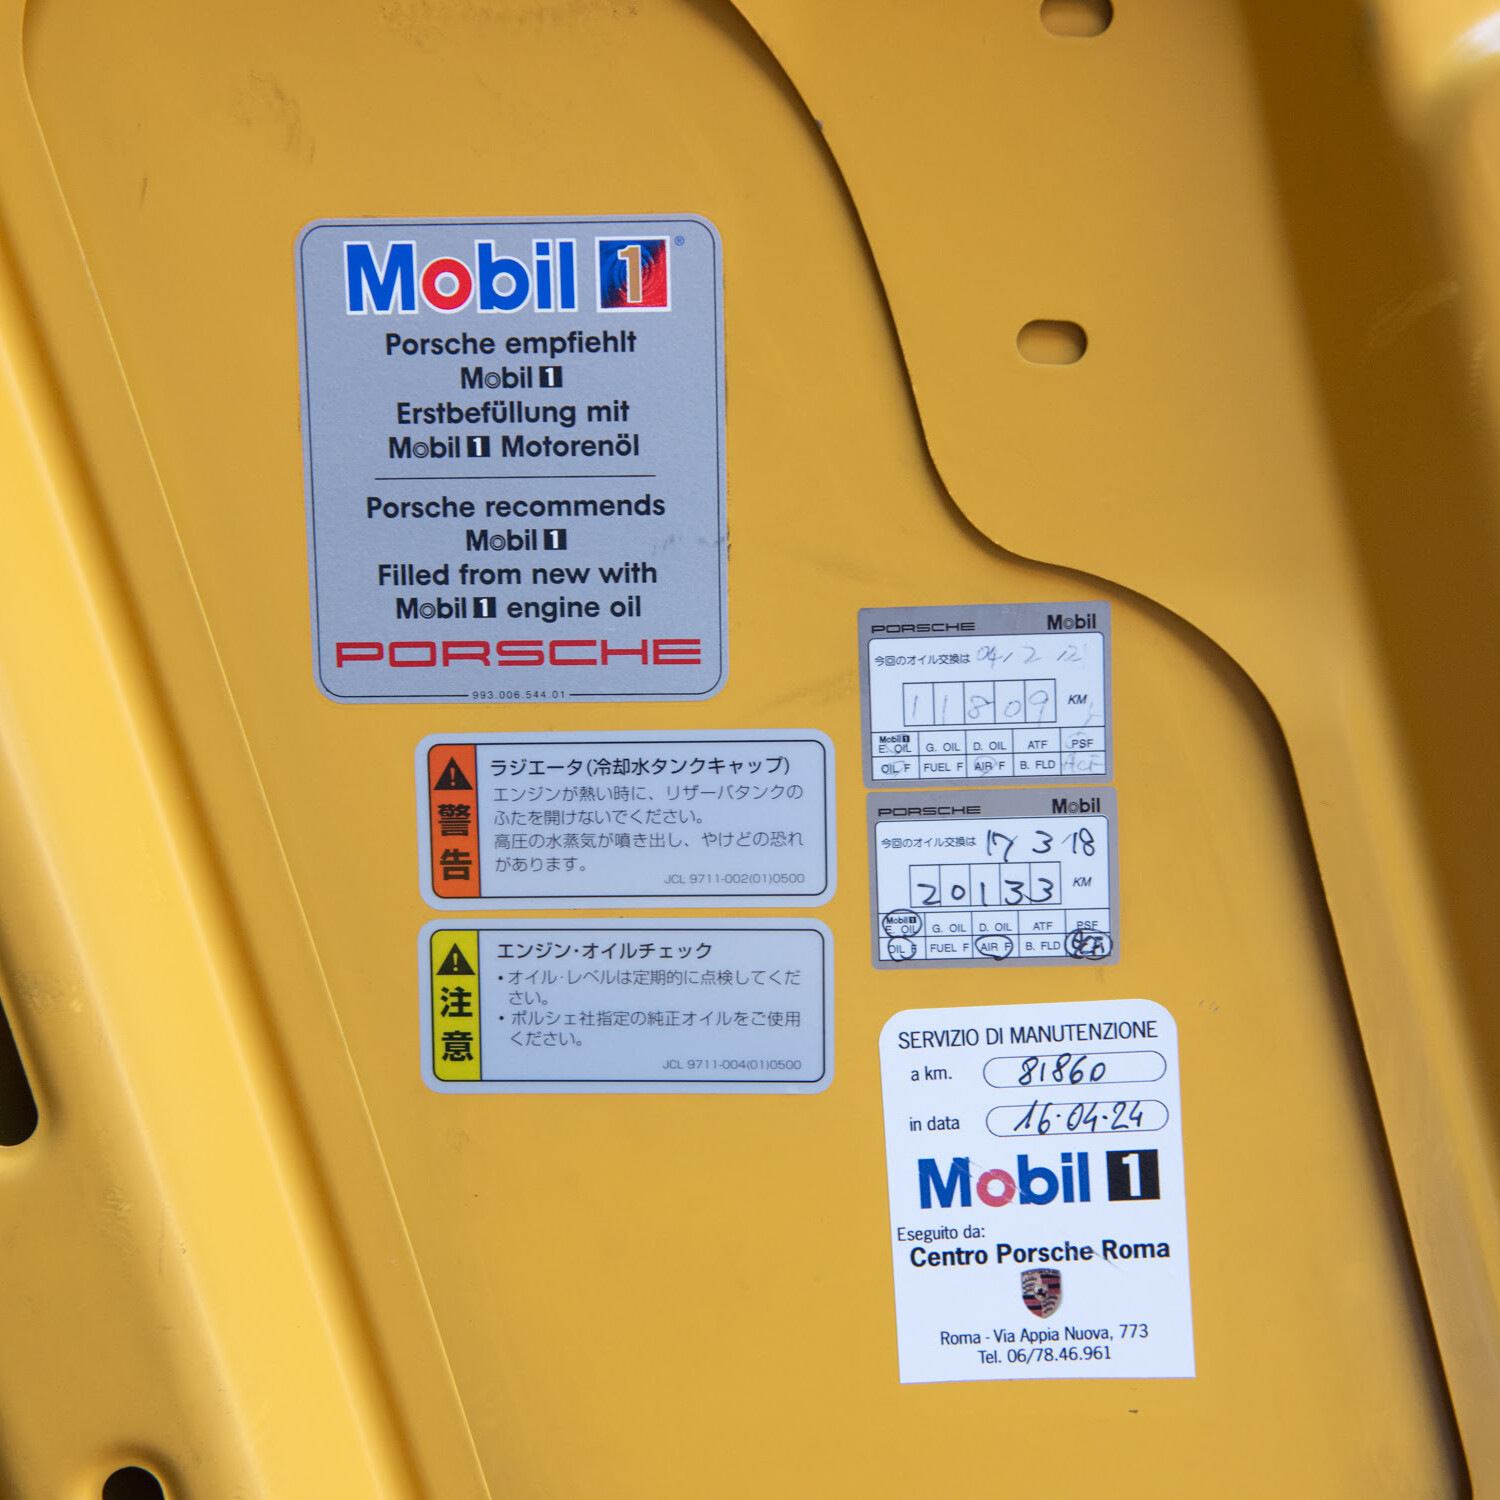 Mobil 1®
Porsche empfiehlt
Mobil 1
Erstbefüllung mit
Mobil 1 Motorenöl
Porsche recommends
Mobil 1
Filled from new with
Mobil 1 engine oil
PORSCHE
993.006.544.01
警告
ラジエータ(冷却水タンクキャップ)
エンジンが熱い時に、リザーバタンクの
ふたを開けないでください。
高圧の水蒸気が噴き出し、やけどの恐れ
があります。
JCL 9711-002(01)0500
注意
エンジン・オイルチェック
・オイル・レベルは定期的に点検してくだ
さい。
・ポルシェ社指定の純正オイルをご使用
ください。
JCL 9711-004(01)0500
PORSCHE Mobil
今回のオイル交換は 04, 2 12
11809 KM
Mobil 1
E. OIL G. OIL D. OIL ATF PSF
OIL F FUEL F AIR F B. FLD ACF
PORSCHE Mobil
今回のオイル交換は 17 3 18
20133 KM
Mobil 1
E. OIL G. OIL D. OIL ATF PSF
OIL F FUEL F AIR F B. FLD
SERVIZIO DI MANUTENZIONE
a km. 81860
in data 16-04-24
Mobil 1
Eseguito da:
Centro Porsche Roma
Roma - Via Appia Nuova, 773
Tel. 06/78.46.961